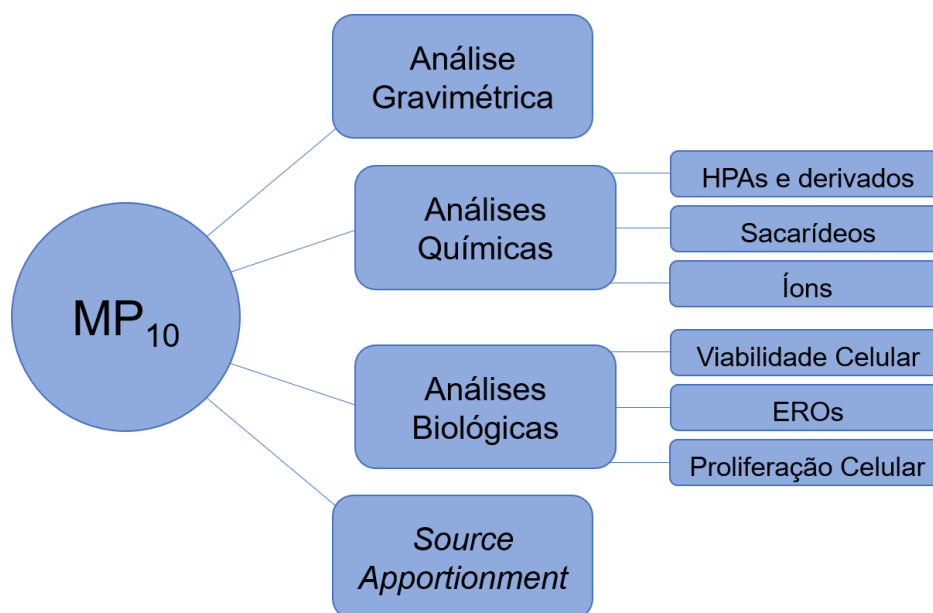 MP₁₀
Análise
Gravimétrica
Análises
Químicas
HPAs e derivados
Sacarídeos
Íons
Análises
Biológicas
Viabilidade Celular
EROs
Proliferação Celular
Source
Apportionment